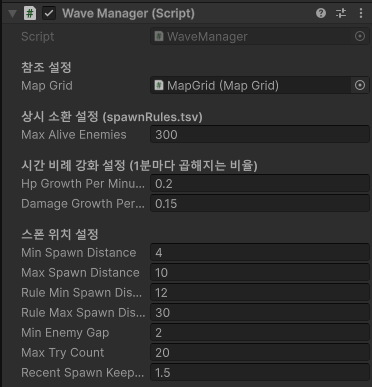 Wave Manager (Script)
Script WaveManager
참조 설정
Map Grid MapGrid (Map Grid)
상시 소환 설정 (spawnRules.tsv)
Max Alive Enemies 300
시간 비례 강화 설정 (1분마다 곱해지는 비율)
Hp Growth Per Minu... 0.2
Damage Growth Per... 0.15
스폰 위치 설정
Min Spawn Distance 4
Max Spawn Distance 10
Rule Min Spawn Dis... 12
Rule Max Spawn Dis... 30
Min Enemy Gap 2
Max Try Count 20
Recent Spawn Keep... 1.5